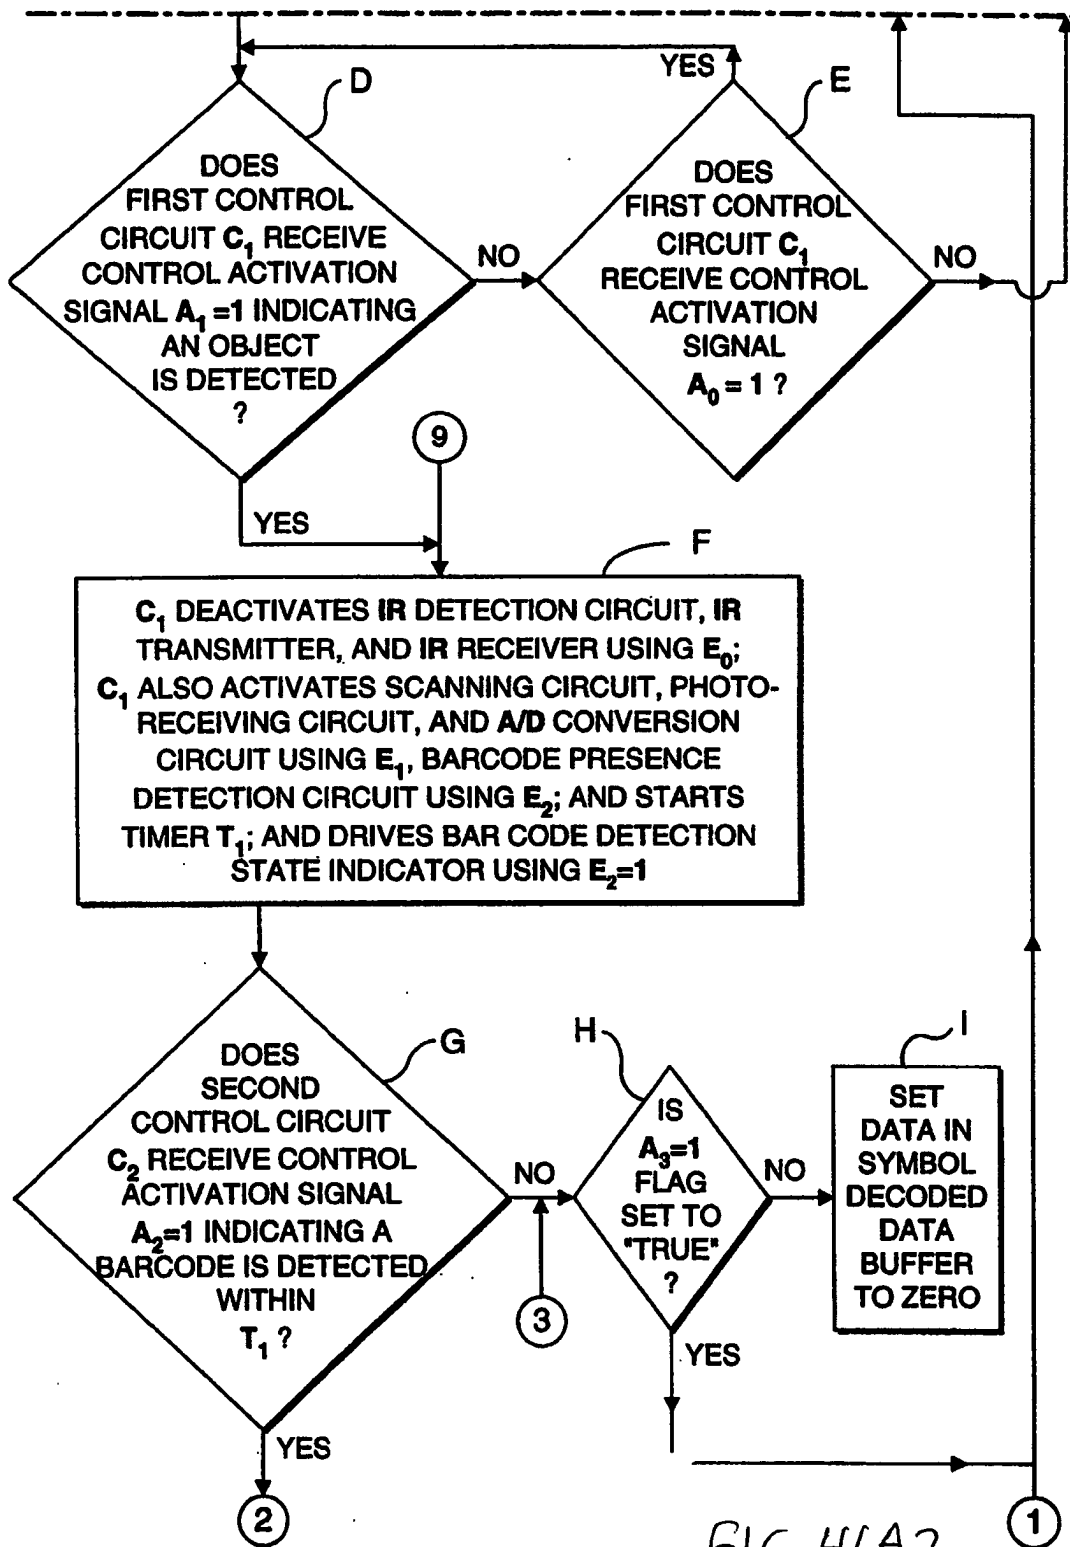 YES
D
E
DOES
FIRST CONTROL
CIRCUIT C₁ RECEIVE
CONTROL ACTIVATION
SIGNAL A₁ =1 INDICATING
AN OBJECT
IS DETECTED
?
NO
DOES
FIRST CONTROL
CIRCUIT C₁
RECEIVE CONTROL
ACTIVATION
SIGNAL
A₀ = 1 ?
NO
9
YES
F
C₁ DEACTIVATES IR DETECTION CIRCUIT, IR
TRANSMITTER, AND IR RECEIVER USING E₀;
C₁ ALSO ACTIVATES SCANNING CIRCUIT, PHOTO-
RECEIVING CIRCUIT, AND A/D CONVERSION
CIRCUIT USING E₁, BARCODE PRESENCE
DETECTION CIRCUIT USING E₂; AND STARTS
TIMER T₁; AND DRIVES BAR CODE DETECTION
STATE INDICATOR USING E₂=1
G
H
I
DOES
SECOND
CONTROL CIRCUIT
C₂ RECEIVE CONTROL
ACTIVATION SIGNAL
A₂=1 INDICATING A
BARCODE IS DETECTED
WITHIN
T₁ ?
NO
3
IS
A₃=1
FLAG
SET TO
"TRUE"
?
NO
SET
DATA IN
SYMBOL
DECODED
DATA
BUFFER
TO ZERO
YES
YES
2
1
FIG. 41A2